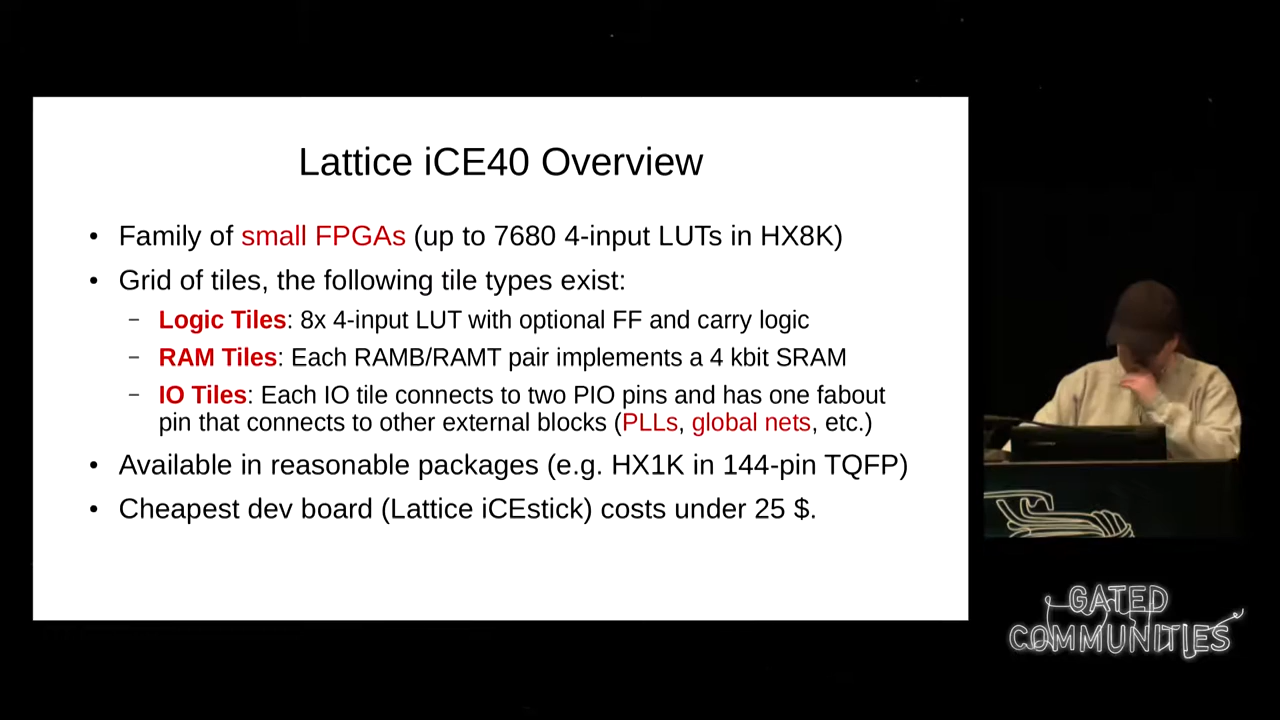 Lattice iCE40 Overview
• Family of small FPGAs (up to 7680 4-input LUTs in HX8K)
• Grid of tiles, the following tile types exist:
– Logic Tiles: 8x 4-input LUT with optional FF and carry logic
– RAM Tiles: Each RAMB/RAMT pair implements a 4 kbit SRAM
– IO Tiles: Each IO tile connects to two PIO pins and has one fabout
pin that connects to other external blocks (PLLs, global nets, etc.)
• Available in reasonable packages (e.g. HX1K in 144-pin TQFP)
• Cheapest dev board (Lattice iCEstick) costs under 25 $.
GATED
COMMUNITIES